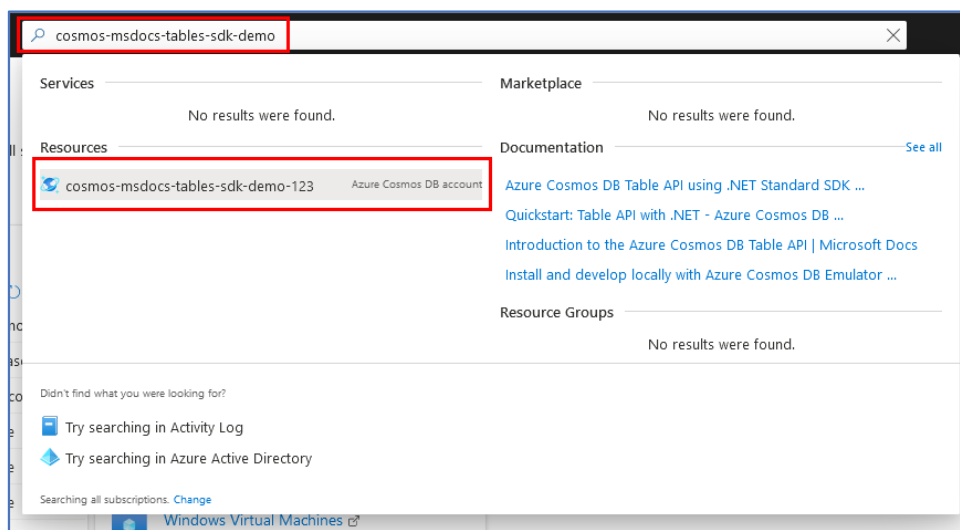 cosmos-msdocs-tables-sdk-demo
Services
No results were found.
Resources
cosmos-msdocs-tables-sdk-demo-123 Azure Cosmos DB account
Marketplace
No results were found.
Documentation See all
Azure Cosmos DB Table API using .NET Standard SDK ...
Quickstart: Table API with .NET - Azure Cosmos DB ...
Introduction to the Azure Cosmos DB Table API | Microsoft Docs
Install and develop locally with Azure Cosmos DB Emulator ...
Resource Groups
No results were found.
Didn't find what you were looking for?
Try searching in Activity Log
Try searching in Azure Active Directory
Searching all subscriptions. Change
Windows Virtual Machines